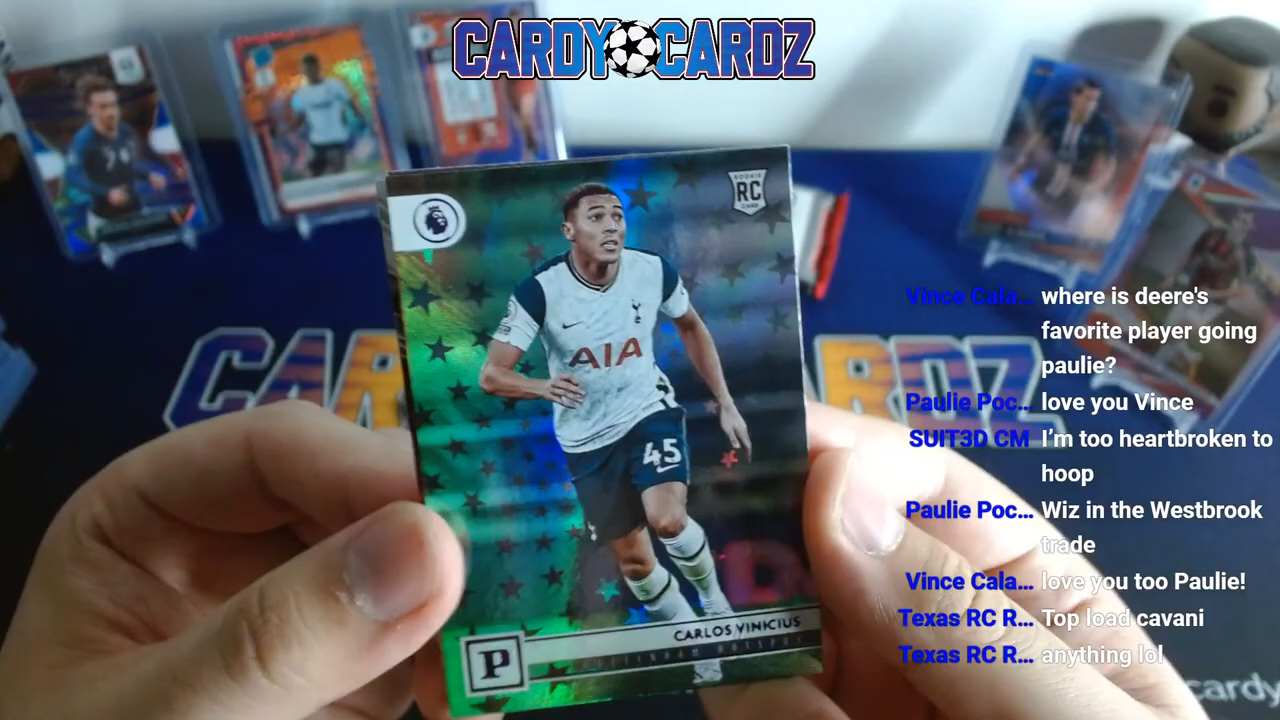 CARDY CARDZ
ROOKIE
RC
CARD
AIA
45
CARLOS VINICIUS
TOTTENHAM HOTSPUR
P
Vince Cala... where is deere's
favorite player going
paulie?
Paulie Poc... love you Vince
SUIT3D CM I'm too heartbroken to
hoop
Paulie Poc... Wiz in the Westbrook
trade
Vince Cala... love you too Paulie!
Texas RC R... Top load cavani
Texas RC R... anything lol
cardy